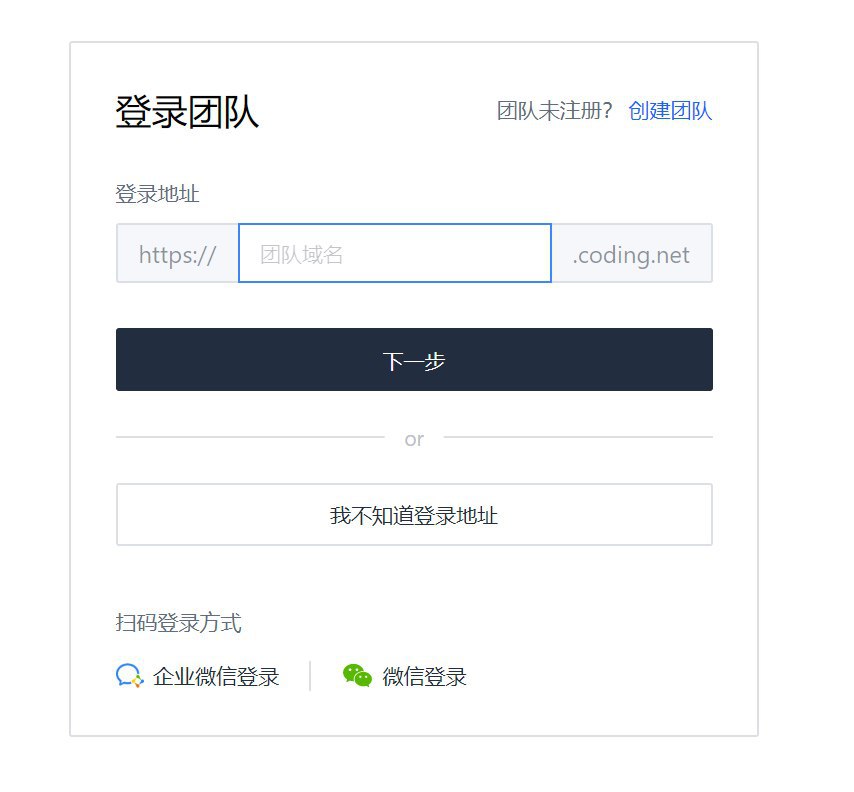 登录团队
团队未注册? 创建团队
登录地址
https:// 团队域名 .coding.net
下一步
or
我不知道登录地址
扫码登录方式
企业微信登录 微信登录